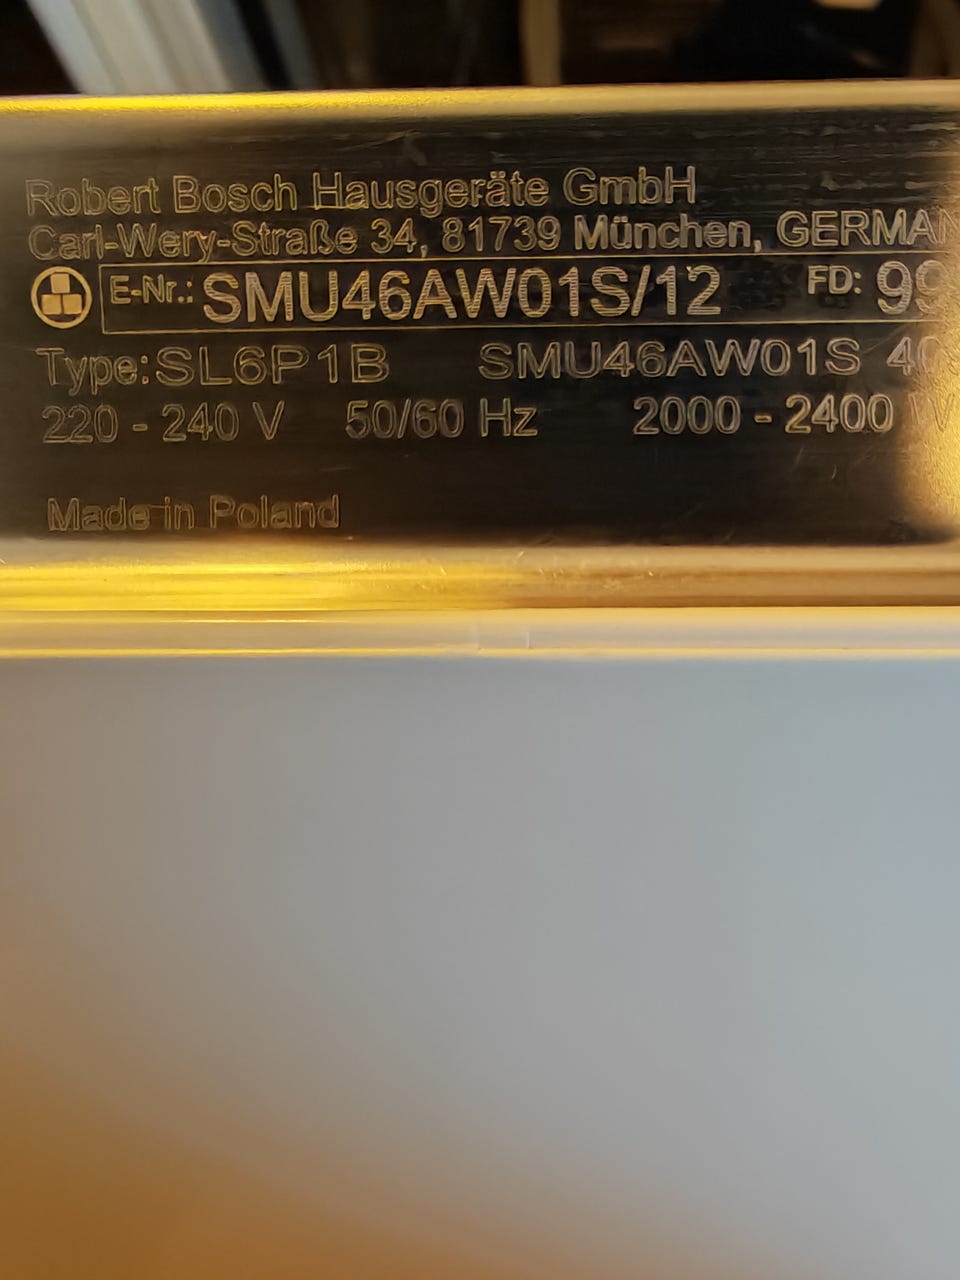 Robert Bosch Hausgeräte GmbH
Carl-Wery-Straße 34, 81739 München, GERMAN
E-Nr.: SMU46AW01S/12 FD: 99
Type:SL6P1B SMU46AW01S 40
220 - 240 V 50/60 Hz 2000 - 2400 W
Made in Poland